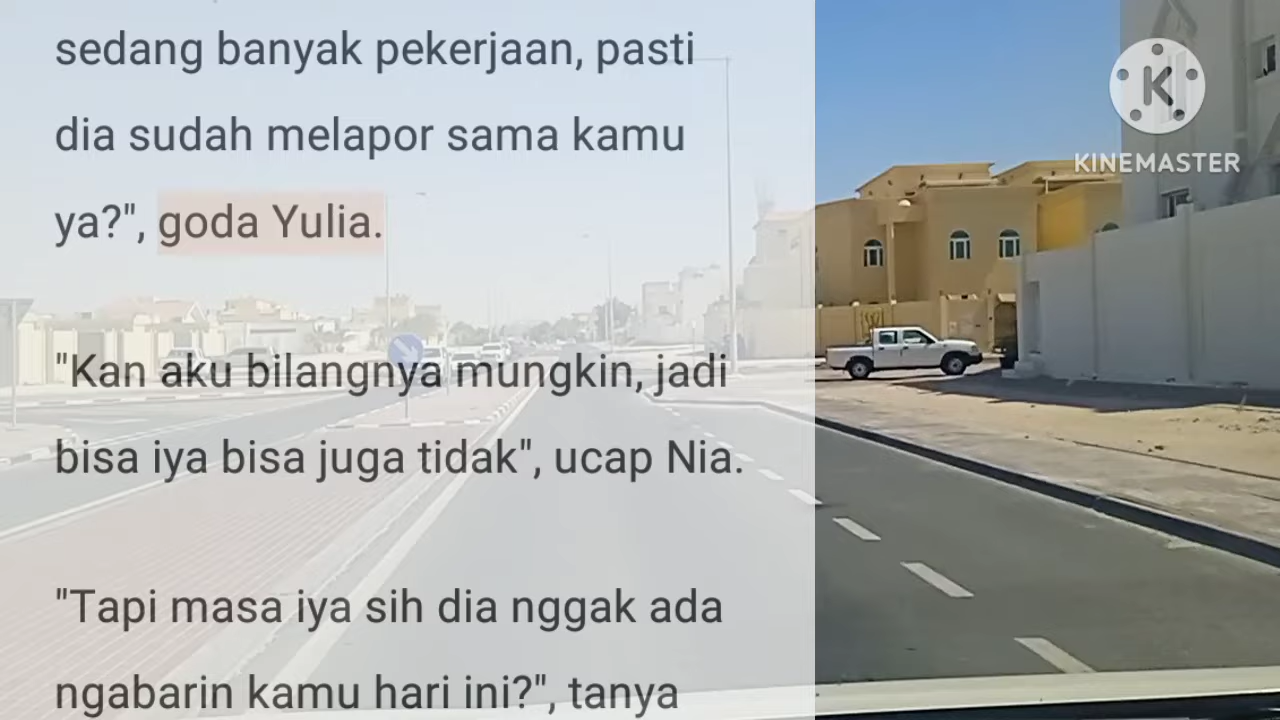 sedang banyak pekerjaan, pasti
dia sudah melapor sama kamu
ya?", goda Yulia.
"Kan aku bilangnya mungkin, jadi
bisa iya bisa juga tidak", ucap Nia.
"Tapi masa iya sih dia nggak ada
ngabarin kamu hari ini?", tanya
K
KINEMASTER